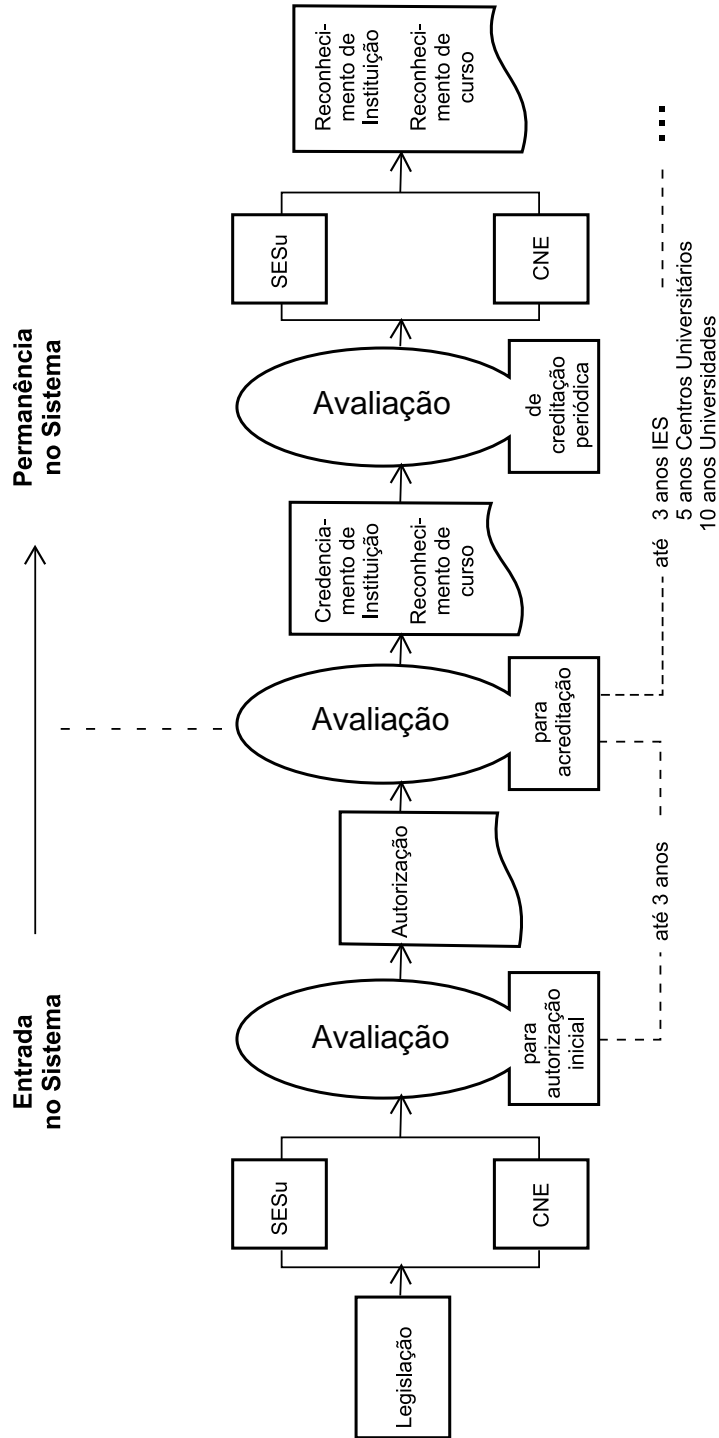 Entrada
no Sistema
Permanência
no Sistema
Legislação
SESu
CNE
Avaliação
para
autorização
inicial
Autorização
Avaliação
para
acreditação
Credencia-
mento de
Instituição
Reconheci-
mento de
curso
Avaliação
de
creditação
periódica
SESu
CNE
Reconheci-
mento de
Instituição
Reconheci-
mento de
curso
até 3 anos
até 3 anos IES
5 anos Centros Universitários
10 anos Universidades
...